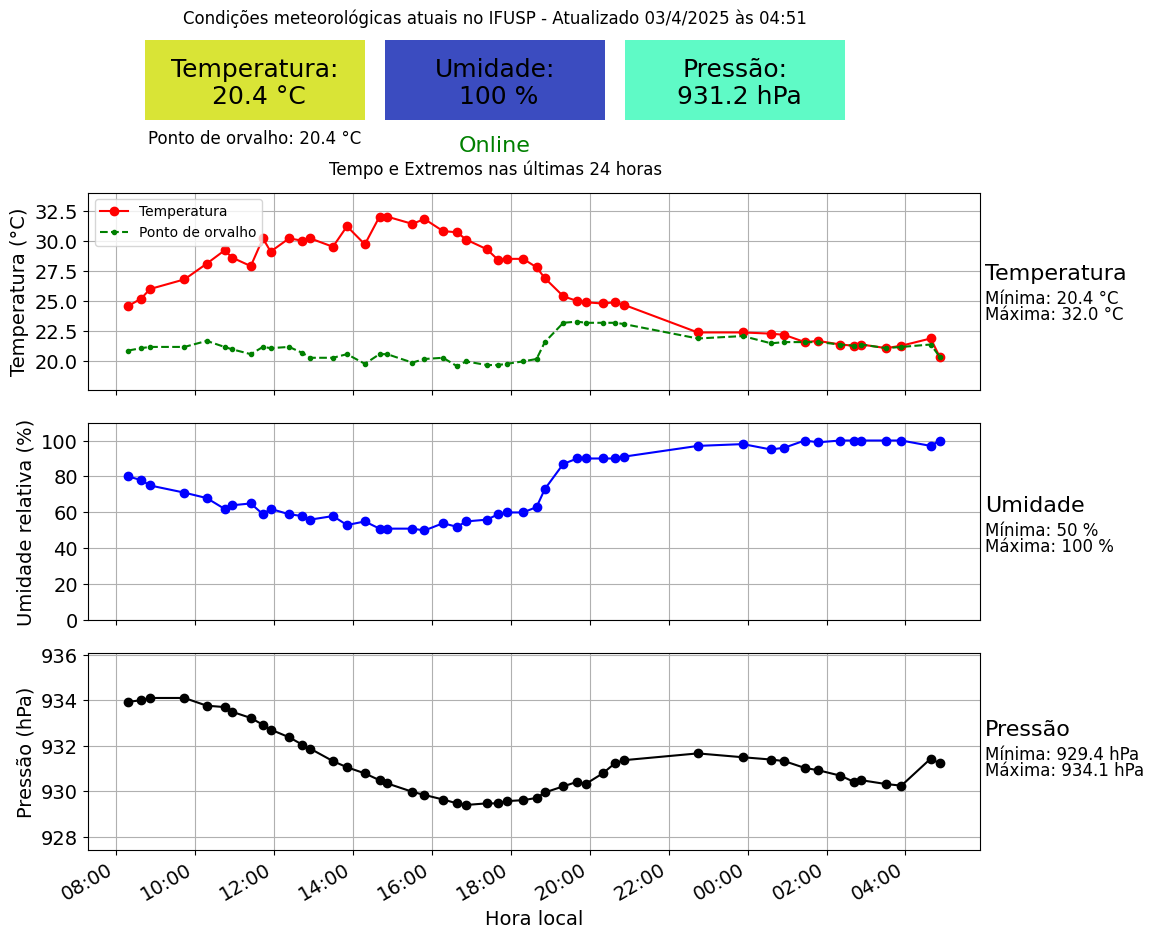 Condições meteorológicas atuais no IFUSP - Atualizado 03/4/2025 às 04:51
Temperatura:
20.4 °C
Umidade:
100 %
Pressão:
931.2 hPa
Ponto de orvalho: 20.4 °C
Online
Tempo e Extremos nas últimas 24 horas
Temperatura (°C)
32.5
30.0
27.5
25.0
22.5
20.0
Temperatura
Ponto de orvalho
Temperatura
Mínima: 20.4 °C
Máxima: 32.0 °C
Umidade relativa (%)
100
80
60
40
20
0
Umidade
Mínima: 50 %
Máxima: 100 %
Pressão (hPa)
936
934
932
930
928
Pressão
Mínima: 929.4 hPa
Máxima: 934.1 hPa
08:00
10:00
12:00
14:00
16:00
18:00
20:00
22:00
00:00
02:00
04:00
Hora local